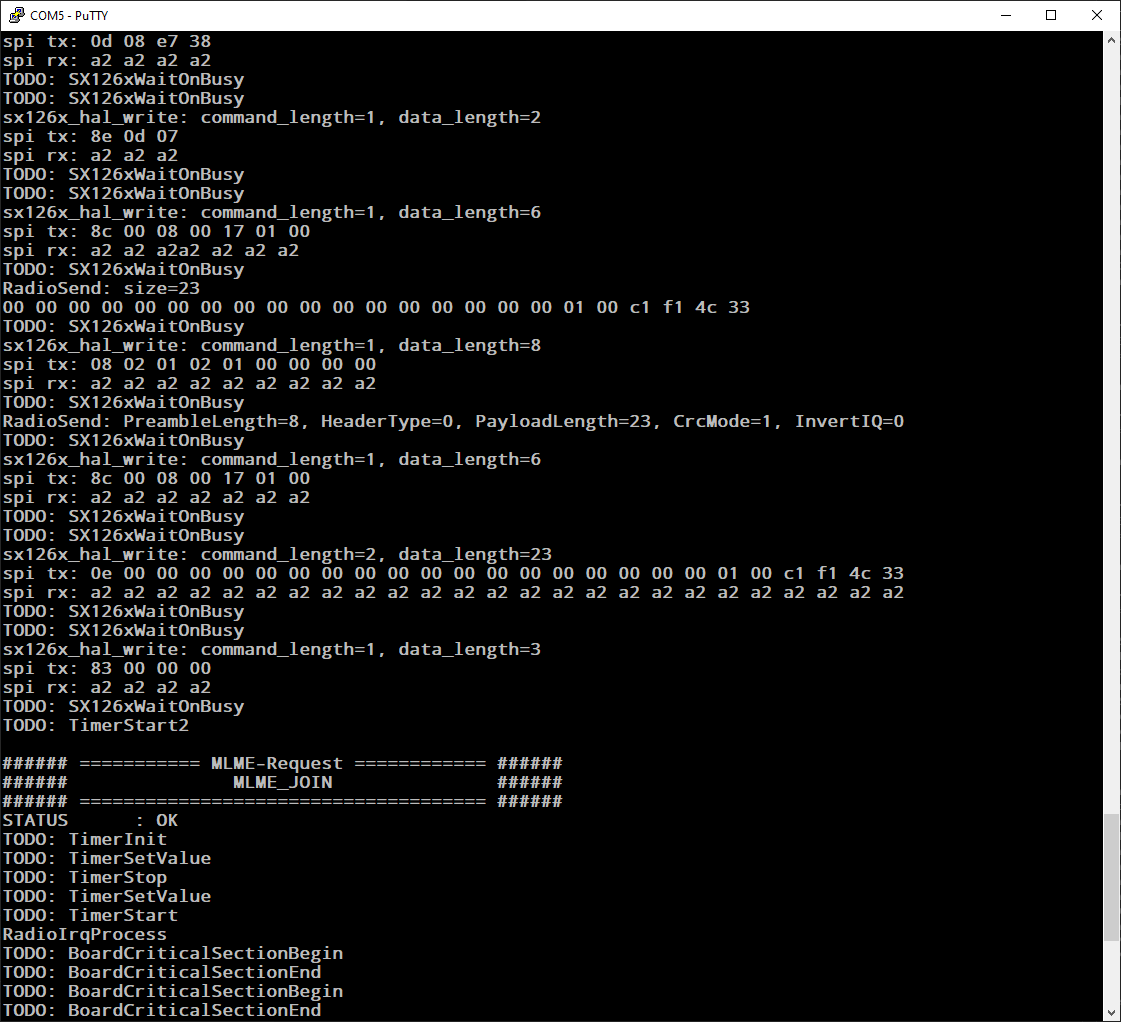 COM5 - PuTTY
spi tx: 0d 08 e7 38
spi rx: a2 a2 a2 a2
TODO: SX126xWaitOnBusy
TODO: SX126xWaitOnBusy
sx126x_hal_write: command_length=1, data_length=2
spi tx: 8e 0d 07
spi rx: a2 a2 a2
TODO: SX126xWaitOnBusy
TODO: SX126xWaitOnBusy
sx126x_hal_write: command_length=1, data_length=6
spi tx: 8c 00 08 00 17 01 00
spi rx: a2 a2 a2a2 a2 a2 a2
TODO: SX126xWaitOnBusy
RadioSend: size=23
00 00 00 00 00 00 00 00 00 00 00 00 00 00 00 00 00 01 00 c1 f1 4c 33
TODO: SX126xWaitOnBusy
sx126x_hal_write: command_length=1, data_length=8
spi tx: 08 02 01 02 01 00 00 00 00
spi rx: a2 a2 a2 a2 a2 a2 a2 a2 a2
TODO: SX126xWaitOnBusy
RadioSend: PreambleLength=8, HeaderType=0, PayloadLength=23, CrcMode=1, InvertIQ=0
TODO: SX126xWaitOnBusy
sx126x_hal_write: command_length=1, data_length=6
spi tx: 8c 00 08 00 17 01 00
spi rx: a2 a2 a2 a2 a2 a2 a2
TODO: SX126xWaitOnBusy
TODO: SX126xWaitOnBusy
sx126x_hal_write: command_length=2, data_length=23
spi tx: 0e 00 00 00 00 00 00 00 00 00 00 00 00 00 00 00 00 00 00 01 00 c1 f1 4c 33
spi rx: a2 a2 a2 a2 a2 a2 a2 a2 a2 a2 a2 a2 a2 a2 a2 a2 a2 a2 a2 a2 a2 a2 a2 a2 a2
TODO: SX126xWaitOnBusy
TODO: SX126xWaitOnBusy
sx126x_hal_write: command_length=1, data_length=3
spi tx: 83 00 00 00
spi rx: a2 a2 a2 a2
TODO: SX126xWaitOnBusy
TODO: TimerStart2
###### =========== MLME-Request ============ ######
###### MLME_JOIN ######
###### ===================================== ######
STATUS : OK
TODO: TimerInit
TODO: TimerSetValue
TODO: TimerStop
TODO: TimerSetValue
TODO: TimerStart
RadioIrqProcess
TODO: BoardCriticalSectionBegin
TODO: BoardCriticalSectionEnd
TODO: BoardCriticalSectionBegin
TODO: BoardCriticalSectionEnd